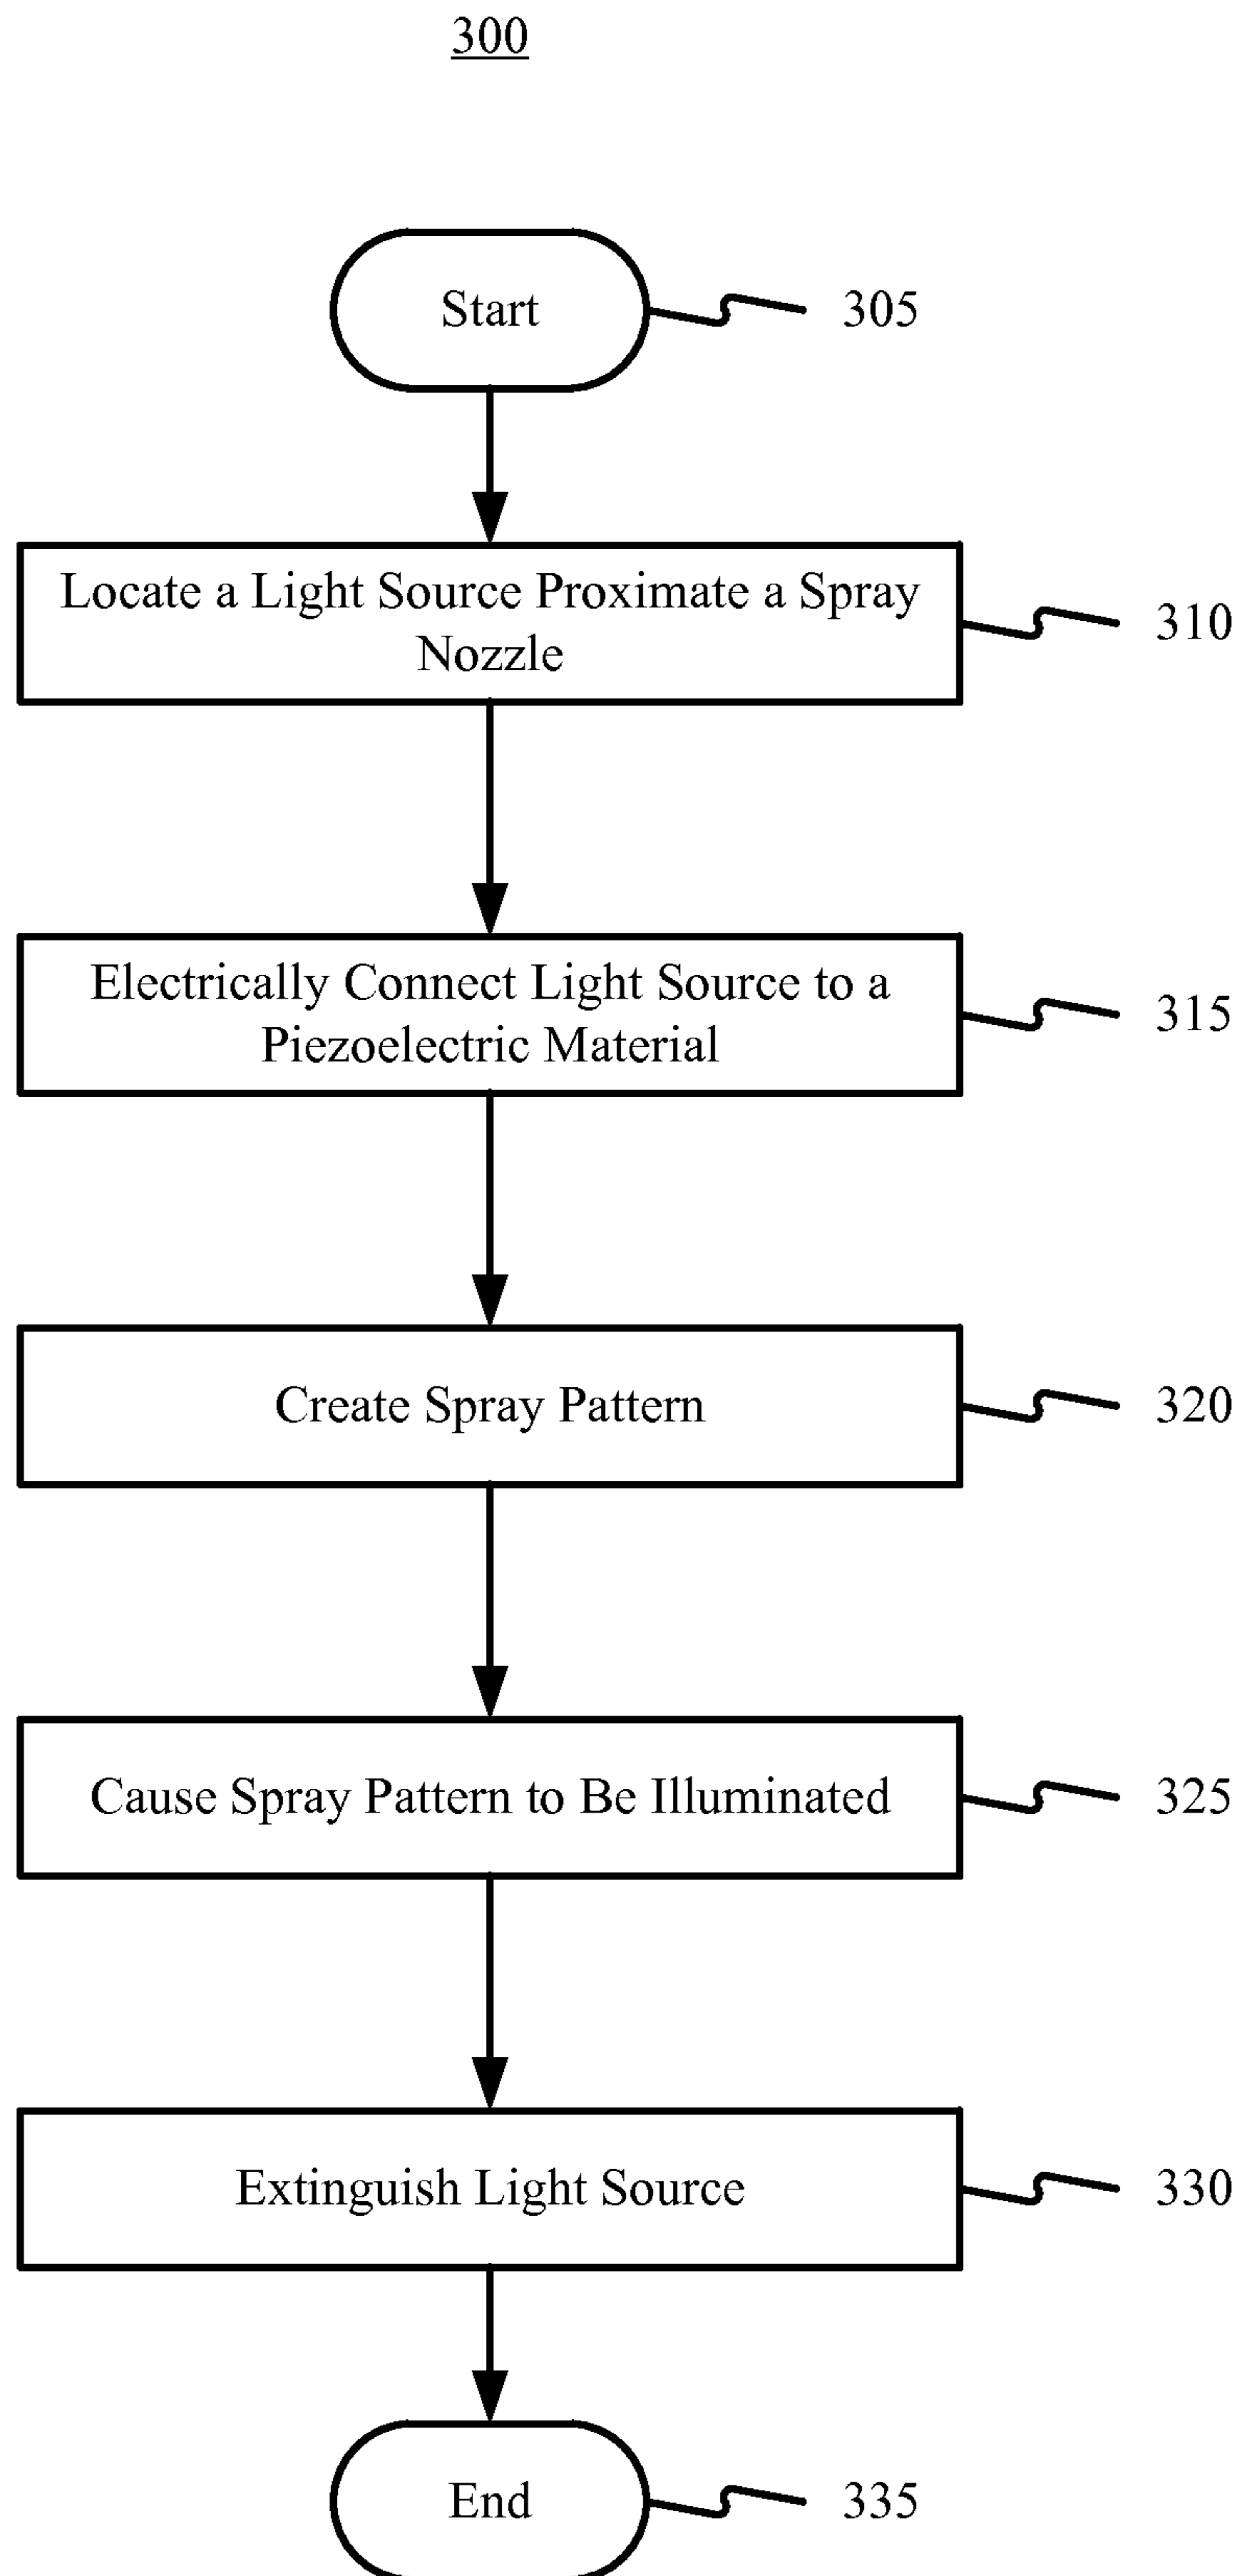 300
Start
305
Locate a Light Source Proximate a Spray
Nozzle
310
Electrically Connect Light Source to a
Piezoelectric Material
315
Create Spray Pattern
320
Cause Spray Pattern to Be Illuminated
325
Extinguish Light Source
330
End
335